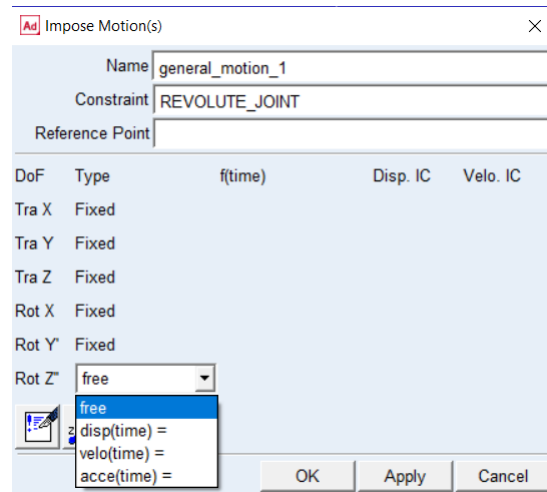 Ad Impose Motion(s)
Name general_motion_1
Constraint REVOLUTE_JOINT
Reference Point
DoF Type f(time) Disp. IC Velo. IC
Tra X Fixed
Tra Y Fixed
Tra Z Fixed
Rot X Fixed
Rot Y' Fixed
Rot Z" free
free
disp(time) =
velo(time) =
acce(time) =
OK Apply Cancel